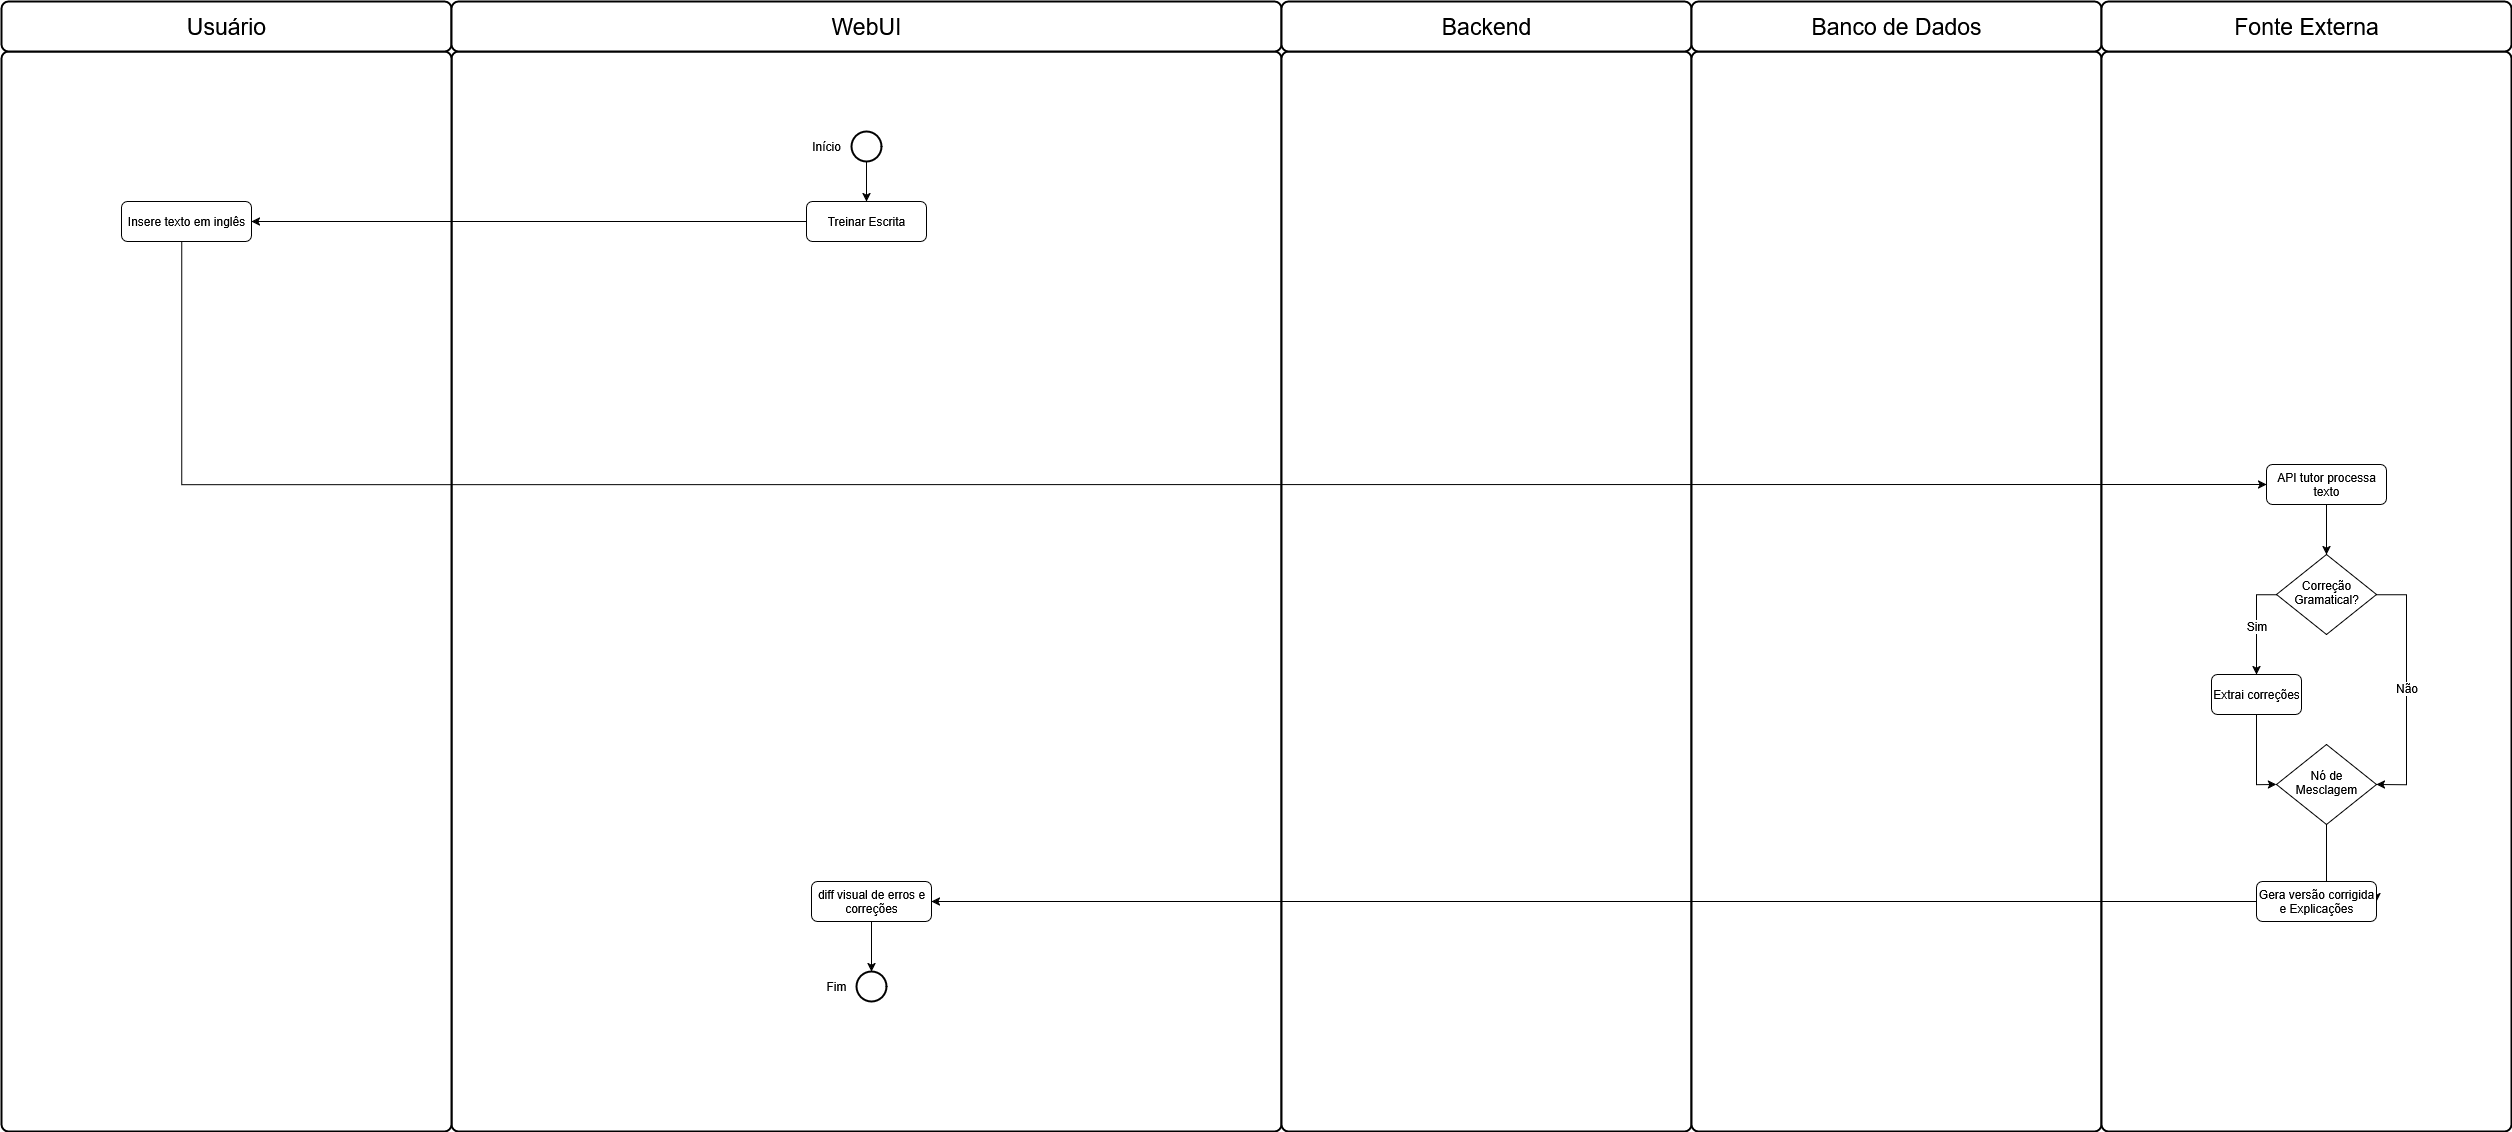 Usuário
WebUI
Backend
Banco de Dados
Fonte Externa
Início
Insere texto em inglês
Treinar Escrita
API tutor processa
texto
Correção
Gramatical?
Sim
Extrai correções
Não
Nó de
Mesclagem
diff visual de erros e
correções
Gera versão corrigida
e Explicações
Fim